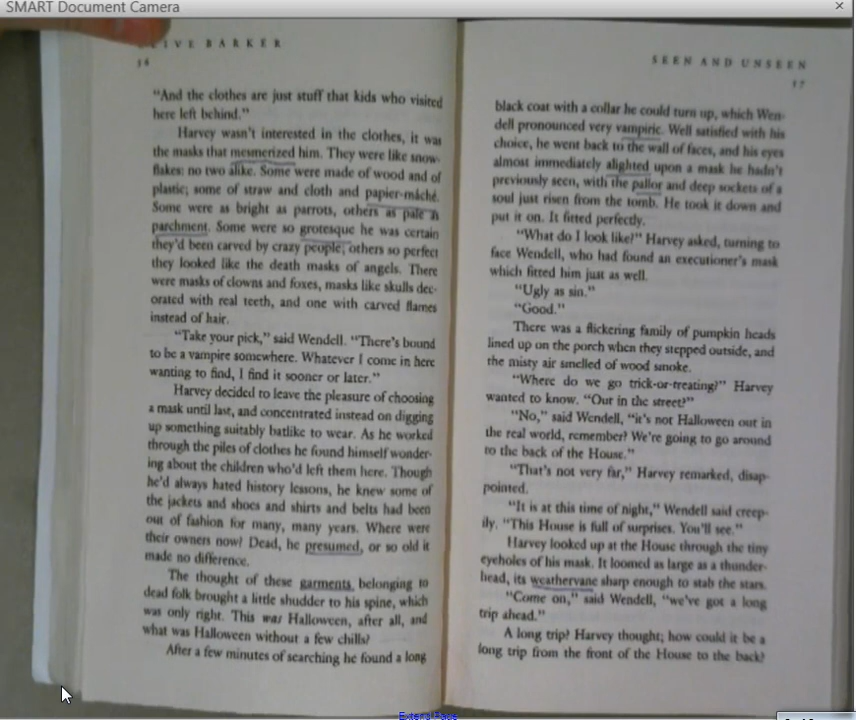 SMART Document Camera
IVE BARKER
36
"And the clothes are just stuff that kids who visited
here left behind."
Harvey wasn't interested in the clothes, it was
the masks that mesmerized him. They were like snow-
flakes: no two alike. Some were made of wood and of
plastic; some of straw and cloth and papier-mâché.
Some were as bright as parrots, others as pale as
parchment. Some were so grotesque he was certain
they'd been carved by crazy people; others so perfect
they looked like the death masks of angels. There
were masks of clowns and foxes, masks like skulls dec-
orated with real teeth, and one with carved flames
instead of hair.
"Take your pick," said Wendell. "There's bound
to be a vampire somewhere. Whatever I come in here
wanting to find, I find it sooner or later."
Harvey decided to leave the pleasure of choosing
a mask until last, and concentrated instead on digging
up something suitably batlike to wear. As he worked
through the piles of clothes he found himself wonder-
ing about the children who'd left them here. Though
he'd always hated history lessons, he knew some of
the jackets and shoes and shirts and belts had been
out of fashion for many, many years. Where were
their owners now? Dead, he presumed, or so old it
made no difference.
The thought of these garments belonging to
dead folk brought a little shudder to his spine, which
was only right. This was Halloween, after all, and
what was Halloween without a few chills?
After a few minutes of searching he found a long
SEEN AND UNSEEN
37
black coat with a collar he could turn up, which Wen-
dell pronounced very vampiric. Well satisfied with his
choice, he went back to the wall of faces, and his eyes
almost immediately alighted upon a mask he hadn't
previously seen, with the pallor and deep sockets of a
soul just risen from the tomb. He took it down and
put it on. It fitted perfectly.
"What do I look like?" Harvey asked, turning to
face Wendell, who had found an executioner's mask
which fitted him just as well.
"Ugly as sin."
"Good."
There was a flickering family of pumpkin heads
lined up on the porch when they stepped outside, and
the misty air smelled of wood smoke.
"Where do we go trick-or-treating?" Harvey
wanted to know. "Out in the street?"
"No," said Wendell, "it's not Halloween out in
the real world, remember? We're going to go around
to the back of the House."
"That's not very far," Harvey remarked, disap-
pointed.
"It is at this time of night," Wendell said creep-
ily. "This House is full of surprises. You'll see."
Harvey looked up at the House through the tiny
eyeholes of his mask. It loomed as large as a thunder-
head, its weathervane sharp enough to stab the stars.
"Come on," said Wendell, "we've got a long
trip ahead."
A long trip? Harvey thought; how could it be a
long trip from the front of the House to the back?
Extend Page